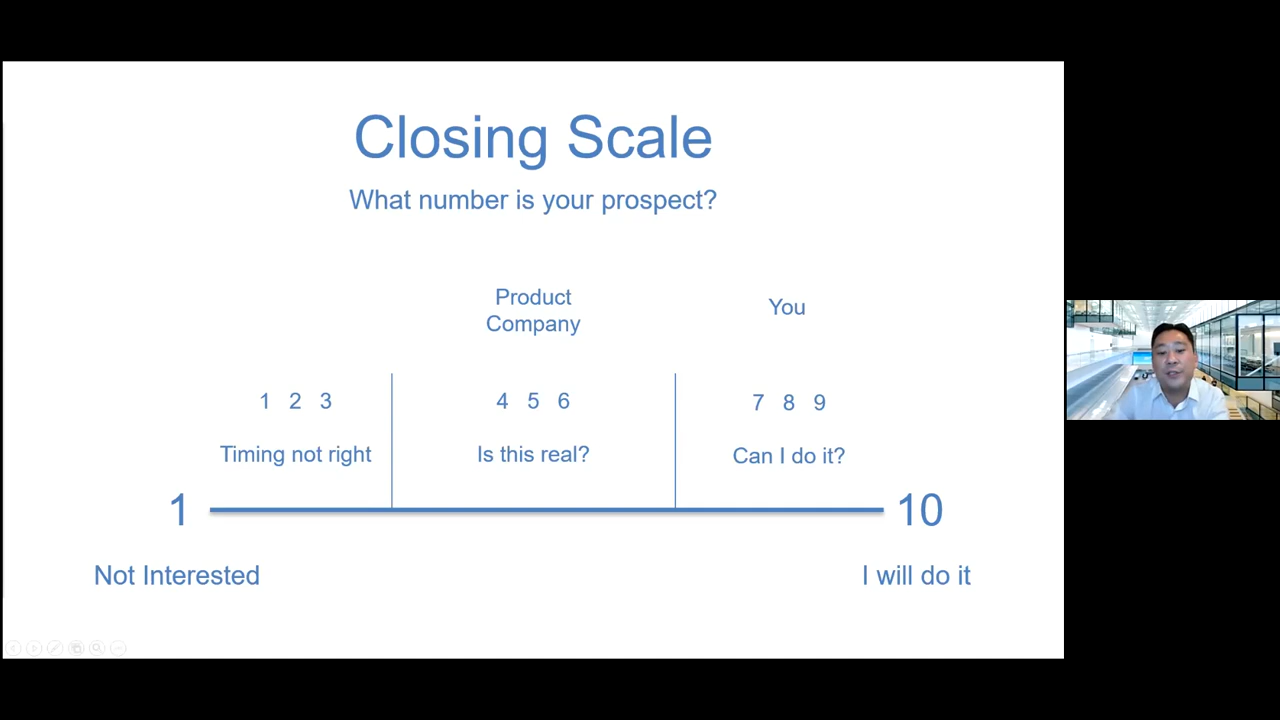 Closing Scale
What number is your prospect?
Product
Company
You
1 2 3
4 5 6
7 8 9
Timing not right
Is this real?
Can I do it?
1
10
Not Interested
I will do it